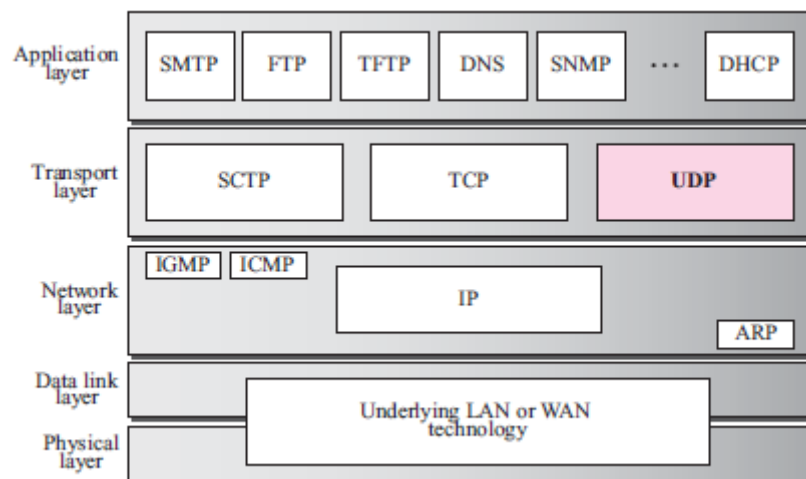 Application
layer
SMTP FTP TFTP DNS SNMP ... DHCP
Transport
layer
SCTP TCP UDP
Network
layer
IGMP ICMP
IP
ARP
Data link
layer
Underlying LAN or WAN
technology
Physical
layer